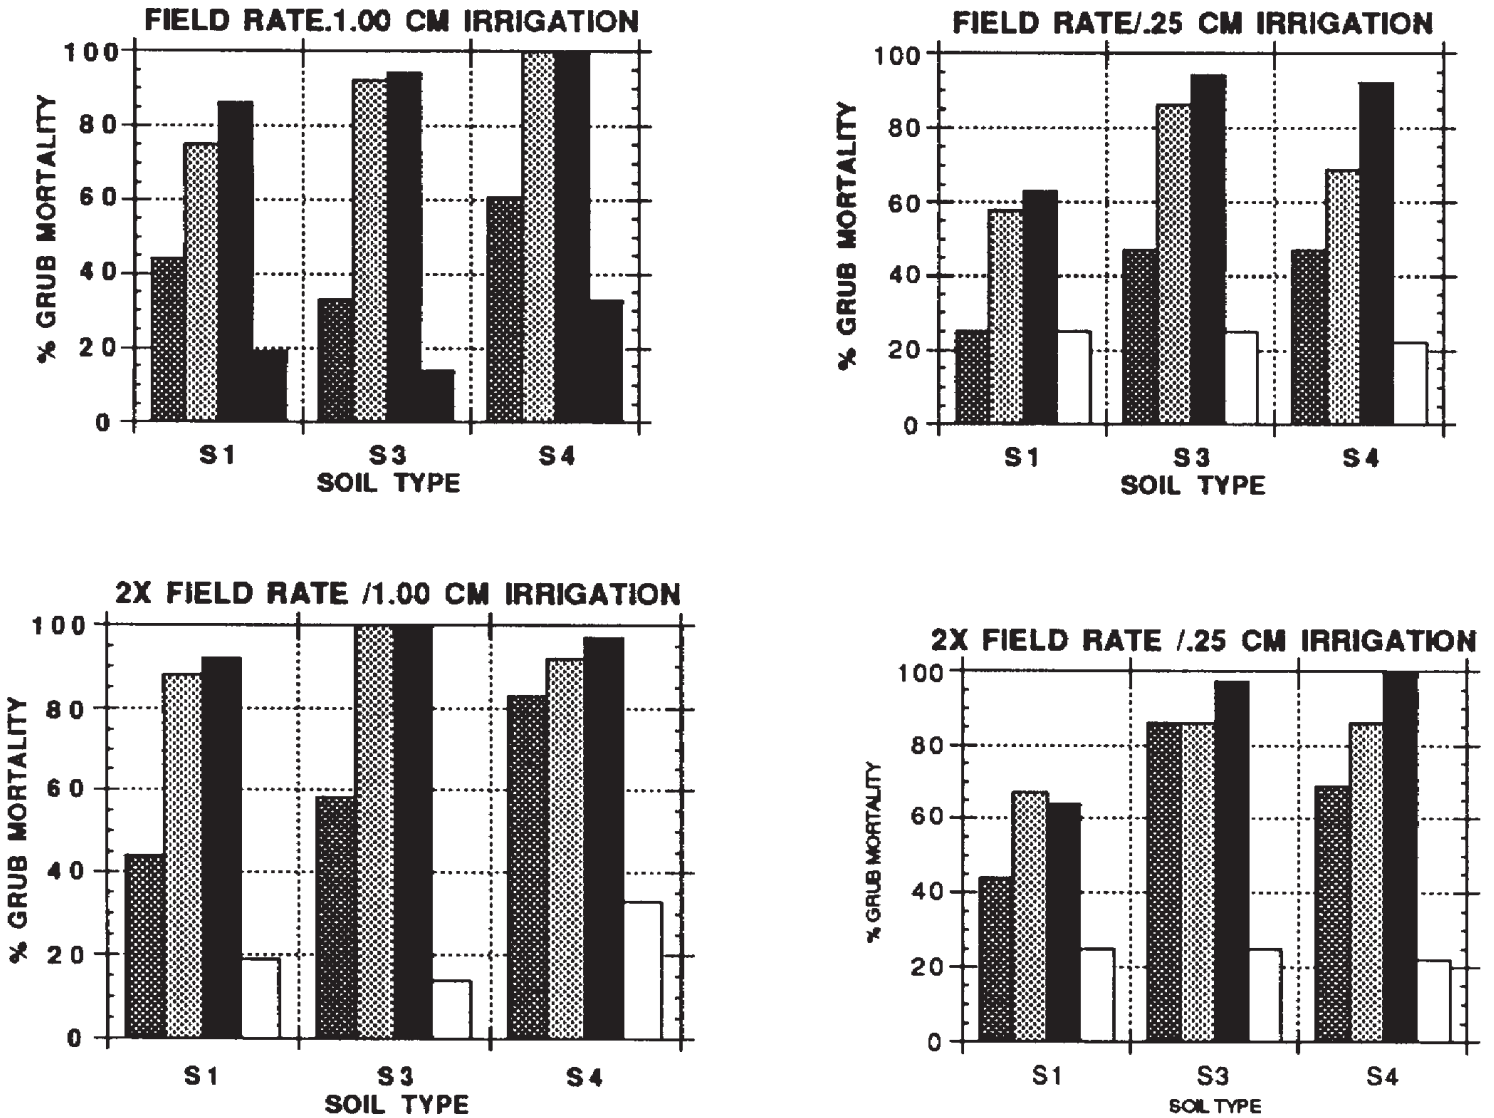 FIELD RATE.1.00 CM IRRIGATION
100
80
60
40
20
0
% GRUB MORTALITY
S1 S3 S4
SOIL TYPE
FIELD RATE/.25 CM IRRIGATION
100
80
60
40
20
0
% GRUB MORTALITY
S1 S3 S4
SOIL TYPE
2X FIELD RATE /1.00 CM IRRIGATION
100
80
60
40
20
0
% GRUB MORTALITY
S1 S3 S4
SOIL TYPE
2X FIELD RATE /.25 CM IRRIGATION
100
80
60
40
20
0
% GRUB MORTALITY
S1 S3 S4
SOIL TYPE